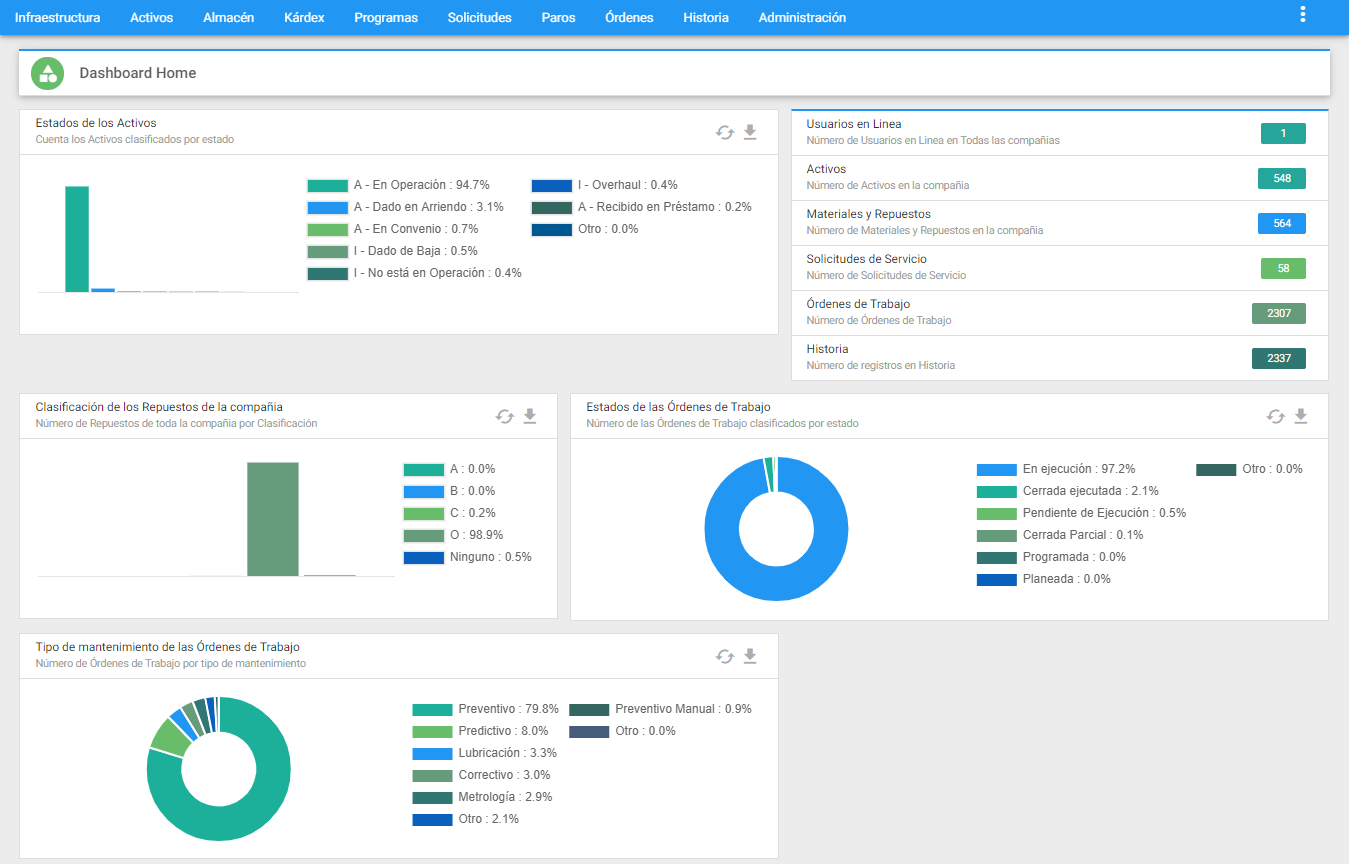 Infraestructura Activos Almacén Kárdex Programas Solicitudes Paros Órdenes Historia Administración
Dashboard Home
Estados de los Activos
Cuenta los Activos clasificados por estado
A - En Operación : 94.7%
A - Dado en Arriendo : 3.1%
A - En Convenio : 0.7%
I - Dado de Baja : 0.5%
I - No está en Operación : 0.4%
I - Overhaul : 0.4%
A - Recibido en Préstamo : 0.2%
Otro : 0.0%
Usuarios en Linea
Número de Usuarios en Linea en Todas las compañias
1
Activos
Número de Activos en la compañia
548
Materiales y Repuestos
Número de Materiales y Repuestos en la compañia
564
Solicitudes de Servicio
Número de Solicitudes de Servicio
58
Órdenes de Trabajo
Número de Órdenes de Trabajo
2307
Historia
Número de registros en Historia
2337
Clasificación de los Repuestos de la compañia
Número de Repuestos de toda la compañia por Clasificación
A : 0.0%
B : 0.0%
C : 0.2%
O : 98.9%
Ninguno : 0.5%
Estados de las Órdenes de Trabajo
Número de las Órdenes de Trabajo clasificados por estado
En ejecución : 97.2%
Cerrada ejecutada : 2.1%
Pendiente de Ejecución : 0.5%
Cerrada Parcial : 0.1%
Programada : 0.0%
Planeada : 0.0%
Otro : 0.0%
Tipo de mantenimiento de las Órdenes de Trabajo
Número de Órdenes de Trabajo por tipo de mantenimiento
Preventivo : 79.8%
Predictivo : 8.0%
Lubricación : 3.3%
Correctivo : 3.0%
Metrología : 2.9%
Otro : 2.1%
Preventivo Manual : 0.9%
Otro : 0.0%